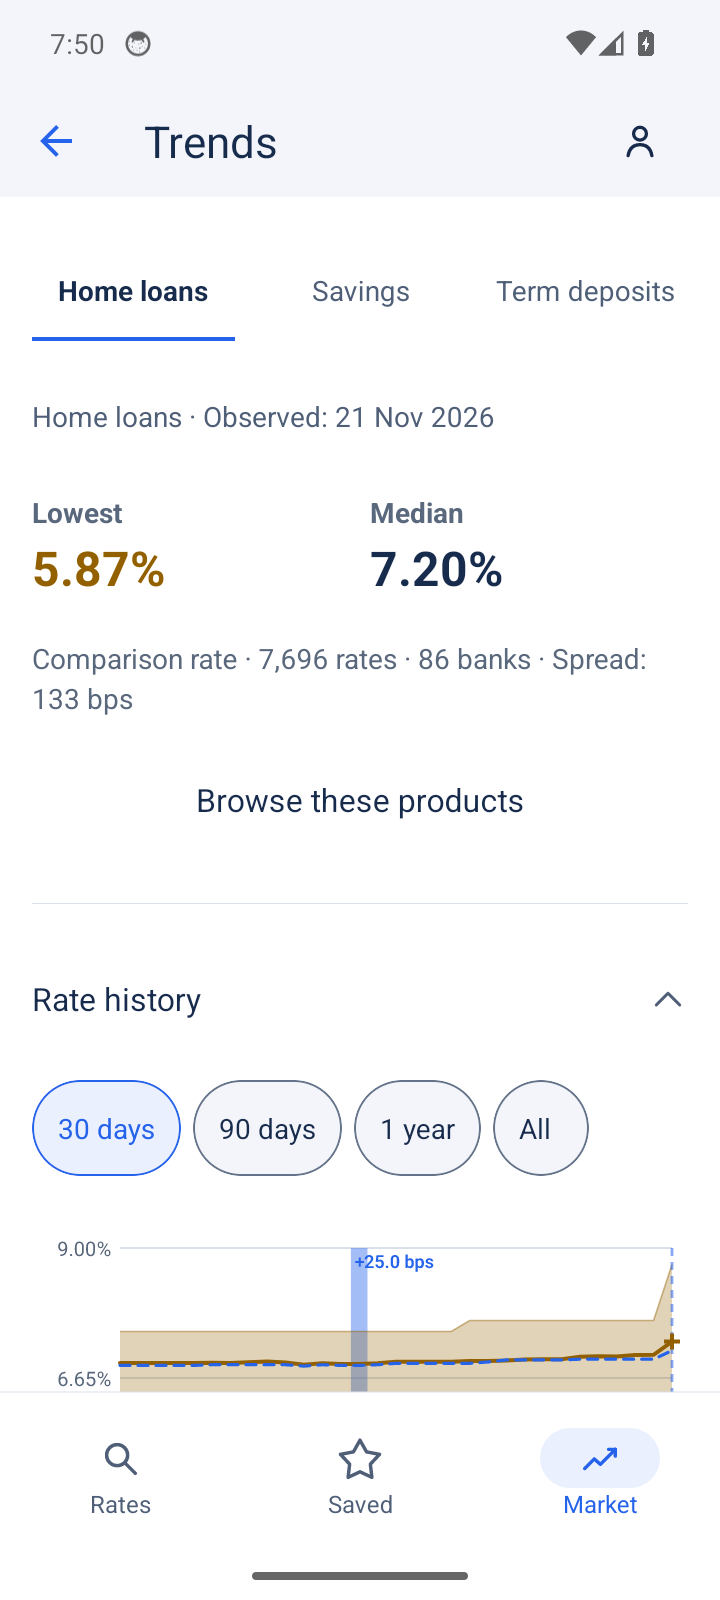 7:50
Trends
Home loans
Savings
Term deposits
Home loans · Observed: 21 Nov 2026
Lowest
Median
5.87%
7.20%
Comparison rate · 7,696 rates · 86 banks · Spread:
133 bps
Browse these products
Rate history
30 days
90 days
1 year
All
9.00%
+25.0 bps
6.65%
Rates
Saved
Market